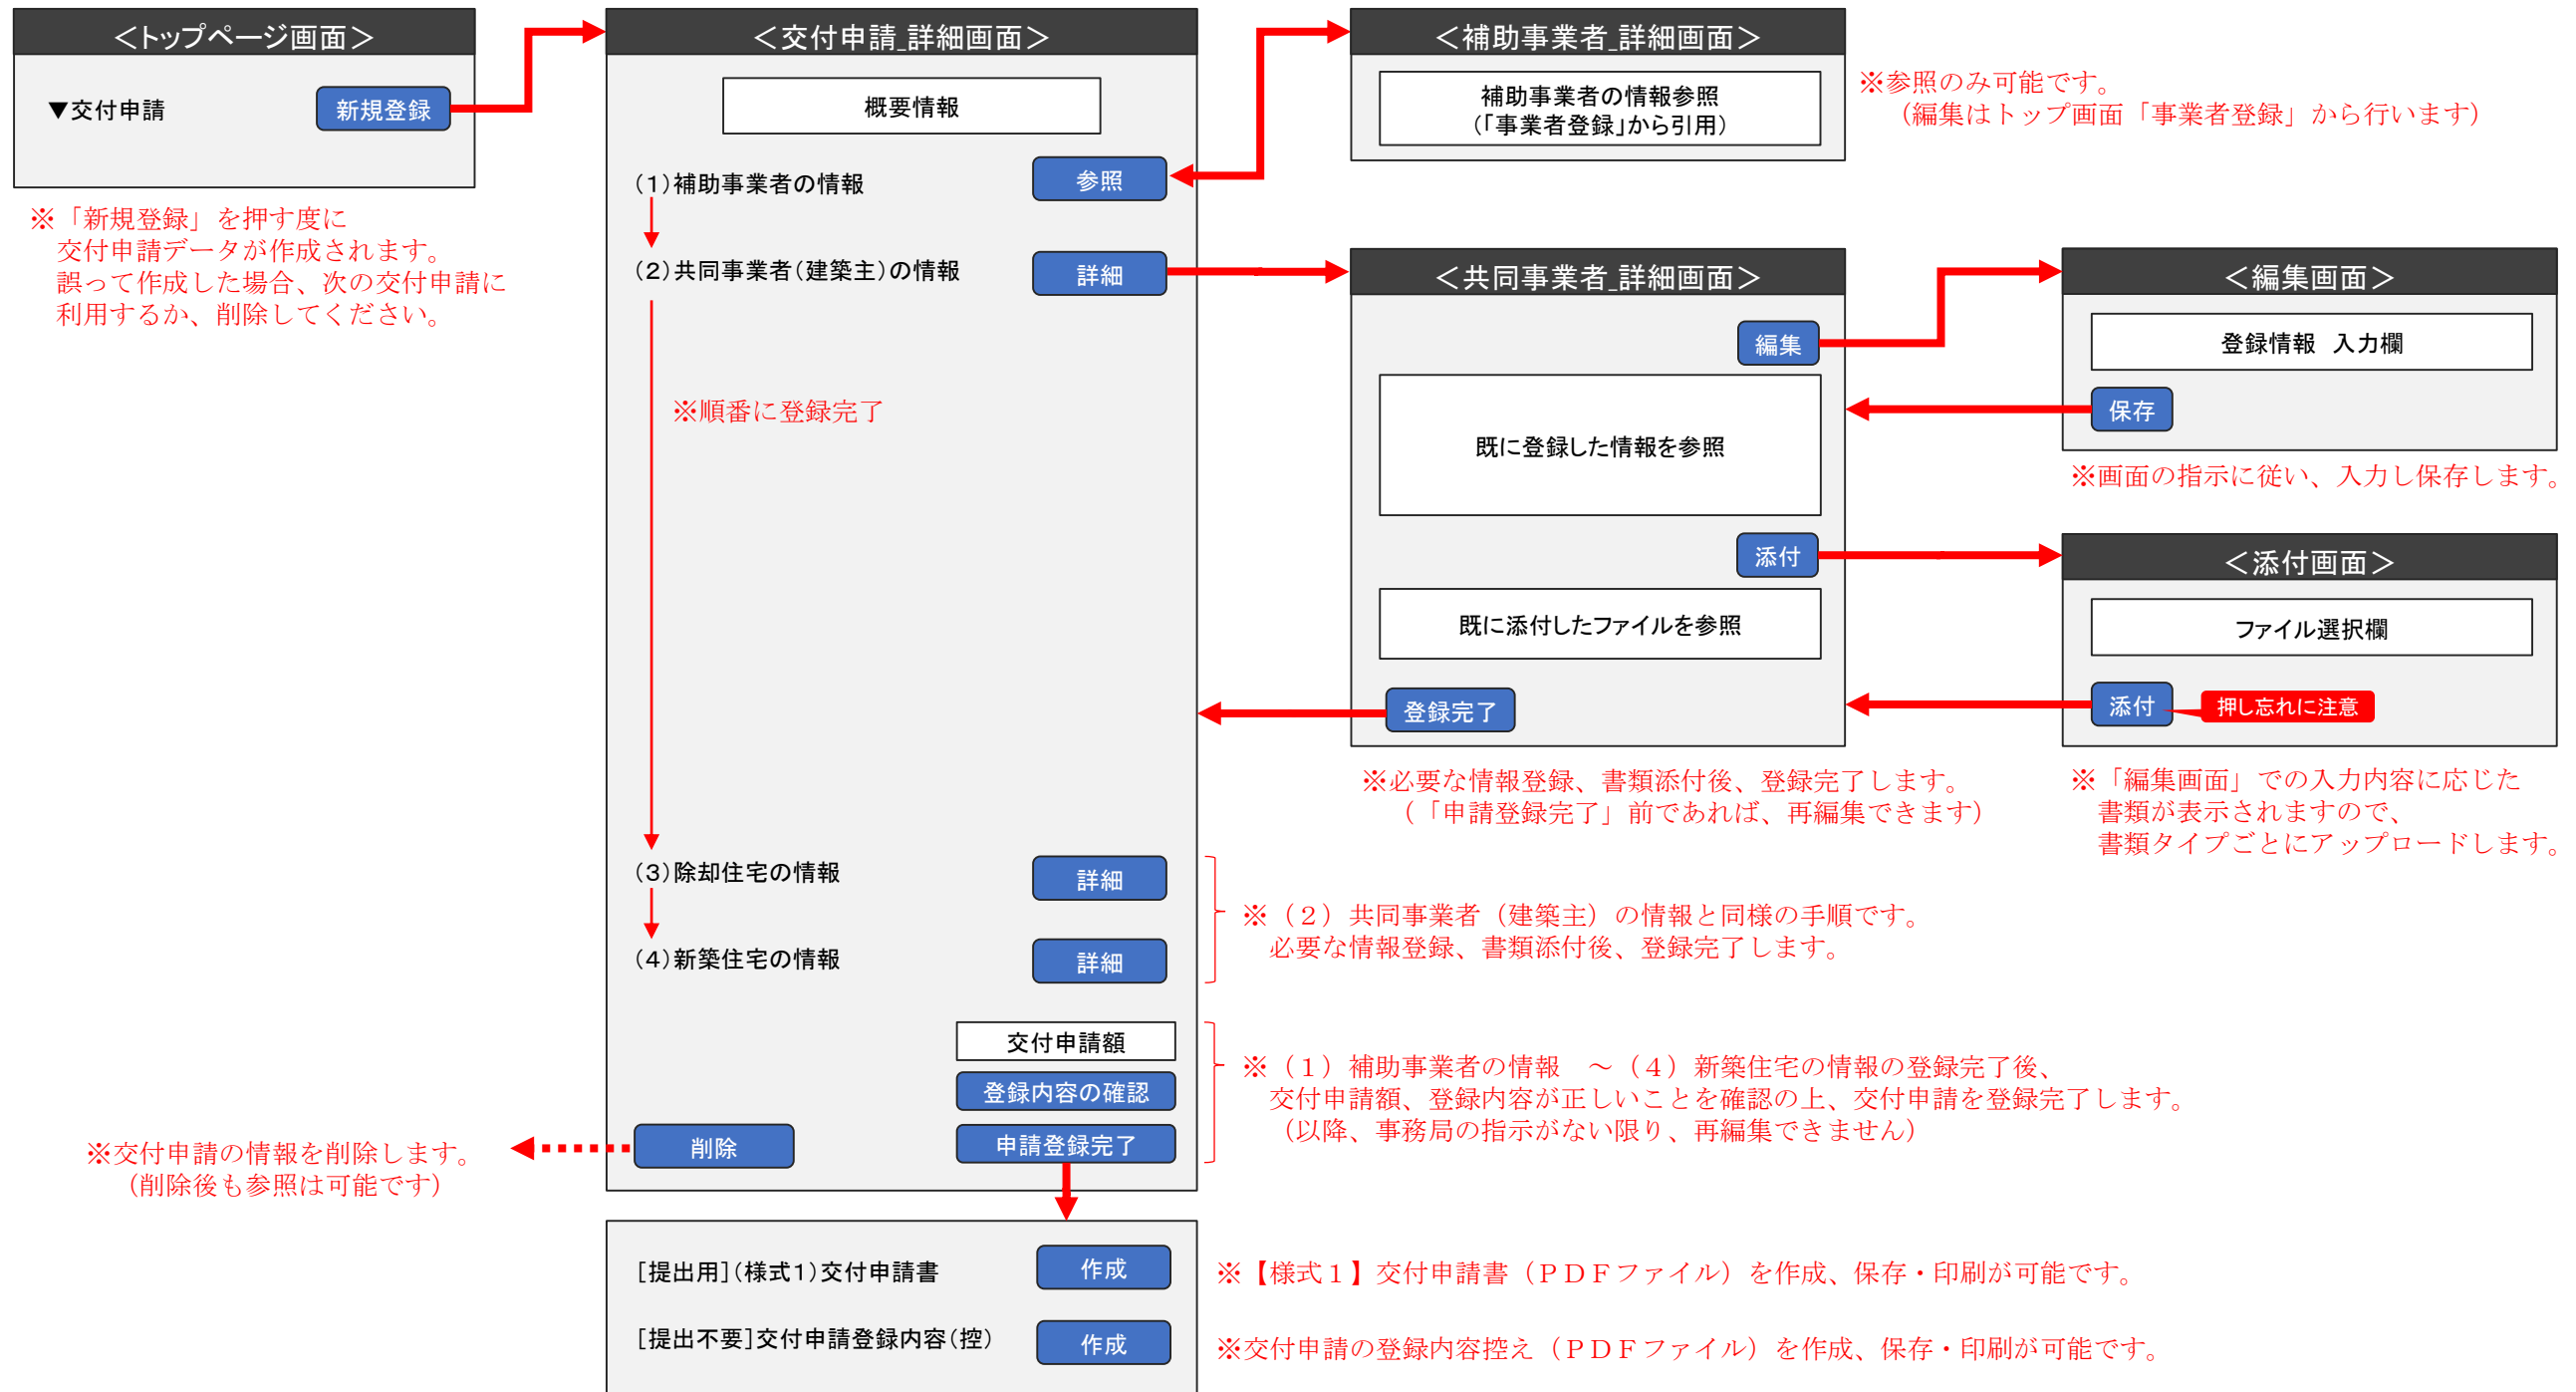 ＜トップページ画面＞
▼交付申請
新規登録
※「新規登録」を押す度に
交付申請データが作成されます。
誤って作成した場合、次の交付申請に
利用するか、削除してください。
＜交付申請_詳細画面＞
概要情報
（１）補助事業者の情報
参照
（２）共同事業者（建築主）の情報
詳細
※順番に登録完了
＜補助事業者_詳細画面＞
補助事業者の情報参照
（「事業者登録」から引用）
※参照のみ可能です。
（編集はトップ画面「事業者登録」から行います）
＜共同事業者_詳細画面＞
編集
既に登録した情報を参照
添付
既に添付したファイルを参照
登録完了
※必要な情報登録、書類添付後、登録完了します。
（「申請登録完了」前であれば、再編集できます）
＜編集画面＞
登録情報　入力欄
保存
※画面の指示に従い、入力し保存します。
＜添付画面＞
ファイル選択欄
添付
押し忘れに注意
※「編集画面」での入力内容に応じた
書類が表示されますので、
書類タイプごとにアップロードします。
（３）除却住宅の情報
詳細
（４）新築住宅の情報
詳細
※（２）共同事業者（建築主）の情報と同様の手順です。
必要な情報登録、書類添付後、登録完了します。
交付申請額
登録内容の確認
申請登録完了
※（１）補助事業者の情報　～（４）新築住宅の情報の登録完了後、
交付申請額、登録内容が正しいことを確認の上、交付申請を登録完了します。
（以降、事務局の指示がない限り、再編集できません）
削除
※交付申請の情報を削除します。
（削除後も参照は可能です）
［提出用］（様式１）交付申請書
作成
※【様式１】交付申請書（ＰＤＦファイル）を作成、保存・印刷が可能です。
［提出不要］交付申請登録内容（控）
作成
※交付申請の登録内容控え（ＰＤＦファイル）を作成、保存・印刷が可能です。